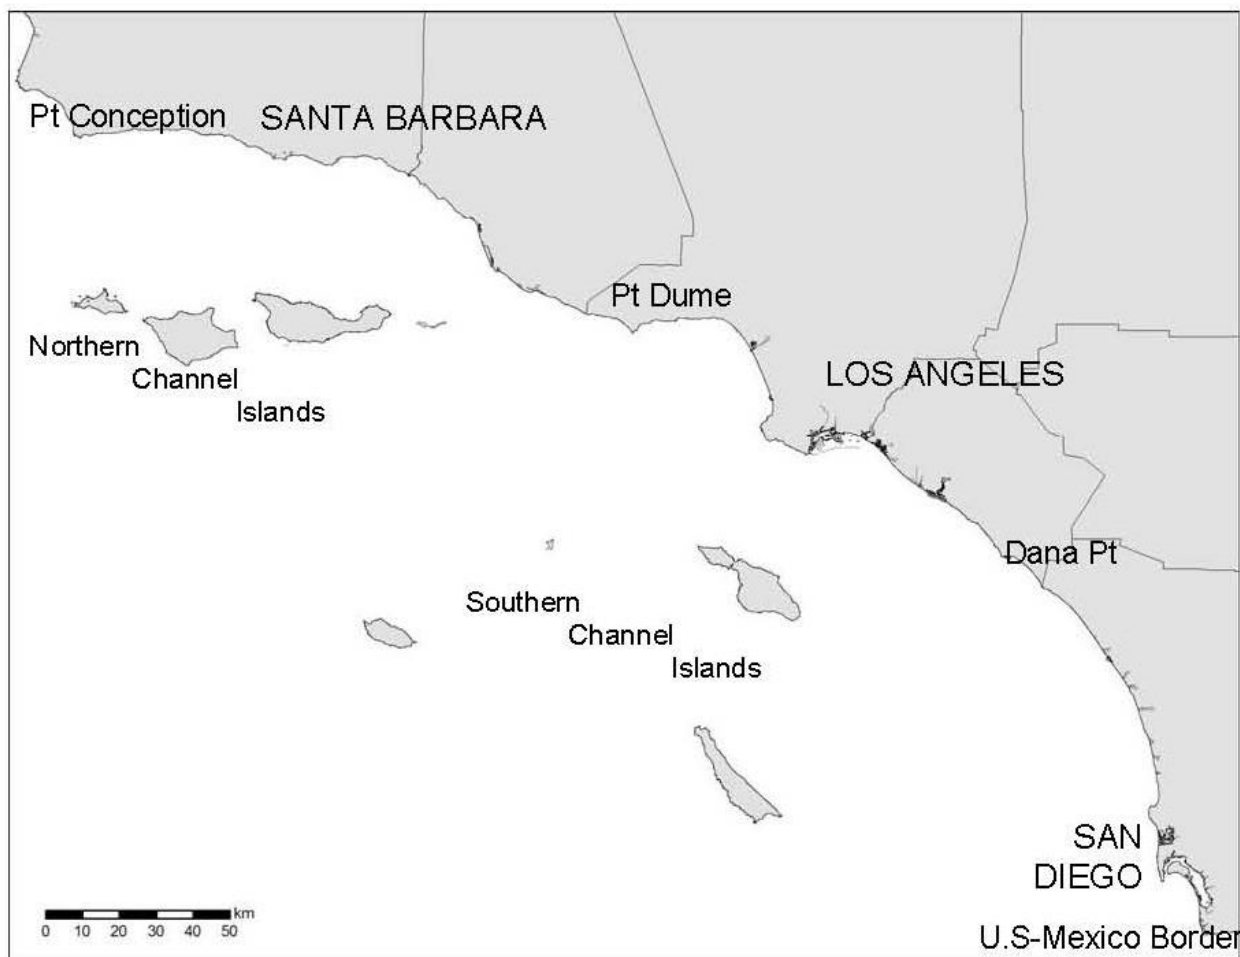 Pt Conception
SANTA BARBARA
Pt Dume
Northern
Channel
Islands
LOS ANGELES
Dana Pt
Southern
Channel
Islands
SAN
DIEGO
U.S-Mexico Border
km
0 10 20 30 40 50